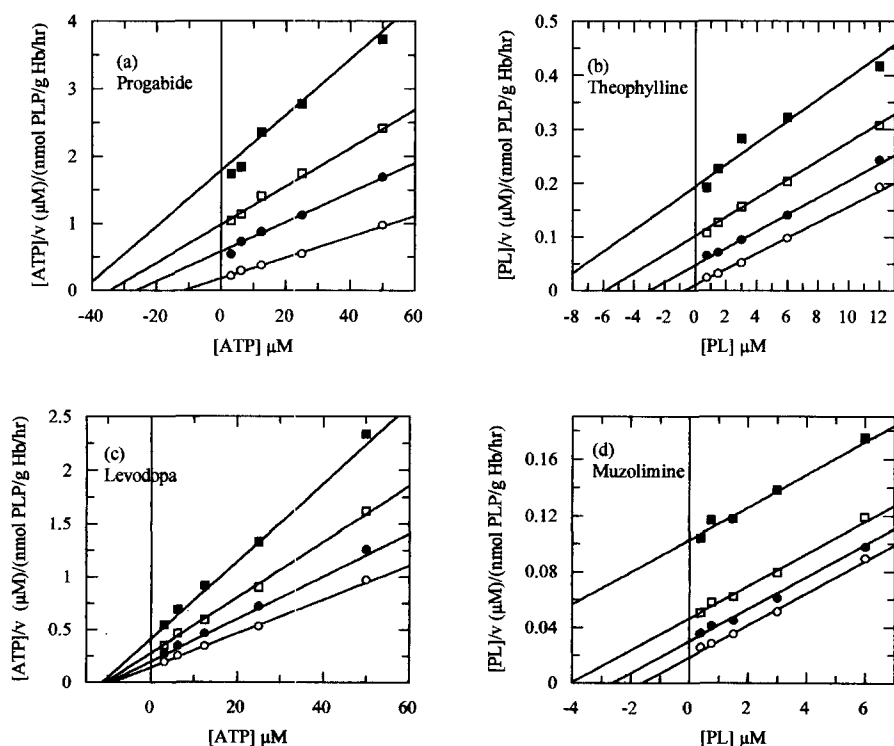 4
3
2
1
0
(a)
Progabide
[ATP]/v (μM)/(nmol PLP/g Hb/hr)
-40 -20 0 20 40 60
[ATP] μM
0.5
0.4
0.3
0.2
0.1
0
(b)
Theophylline
[PL]/v (μM)/(nmol PLP/g Hb/hr)
-8 -6 -4 -2 0 2 4 6 8 10 12
[PL] μM
2.5
2
2.5
1
0.5
0
(c)
Levodopa
[ATP]/v (μM)/(nmol PLP/g Hb/hr)
0 20 40 60
[ATP] μM
0.16
0.12
0.08
0.04
0
(d)
Muzolimine
[PL]/v (μM)/(nmol PLP/g Hb/hr)
-4 -2 0 2 4 6
[PL] μM